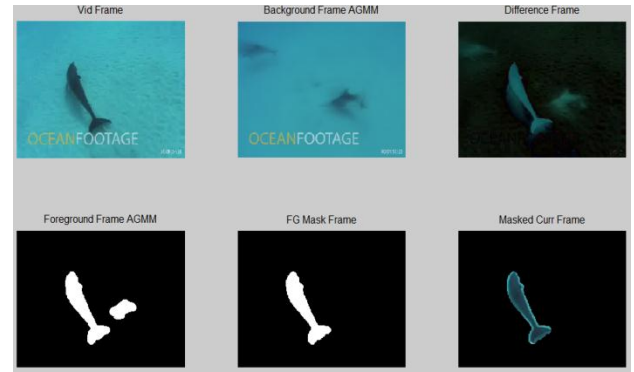 Vid Frame
Background Frame AGMM
Difference Frame
OCEANFOOTAGE
OCEANFOOTAGE
Foreground Frame AGMM
FG Mask Frame
Masked Curr Frame